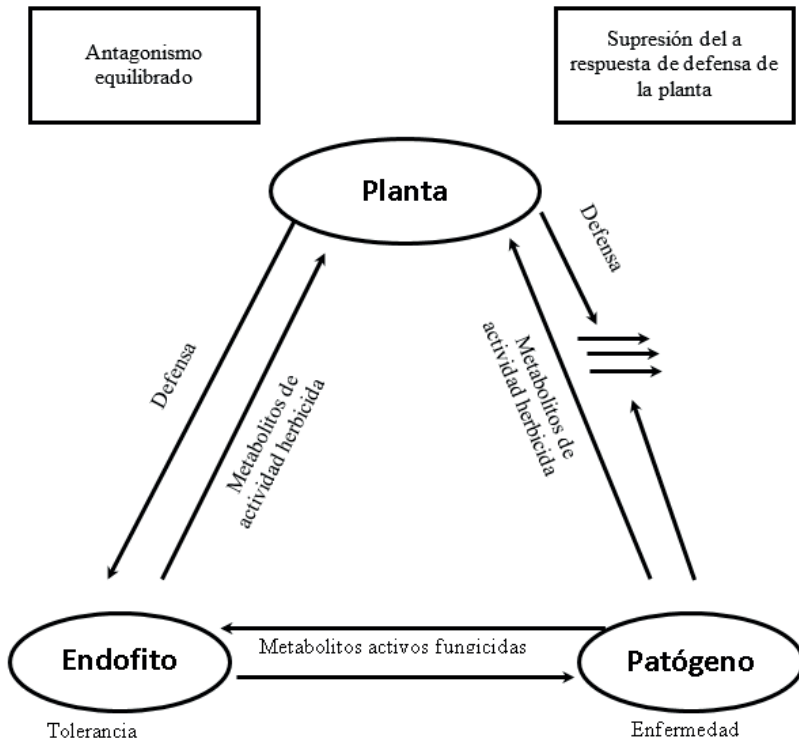 Antagonismo
equilibrado
Supresión del a
respuesta de defensa de
la planta
Planta
Defensa
Defensa
Metabolitos de
actividad herbicida
Metabolitos de
actividad herbicida
Endofito
Metabolitos activos fungicidas
Patógeno
Tolerancia
Enfermedad